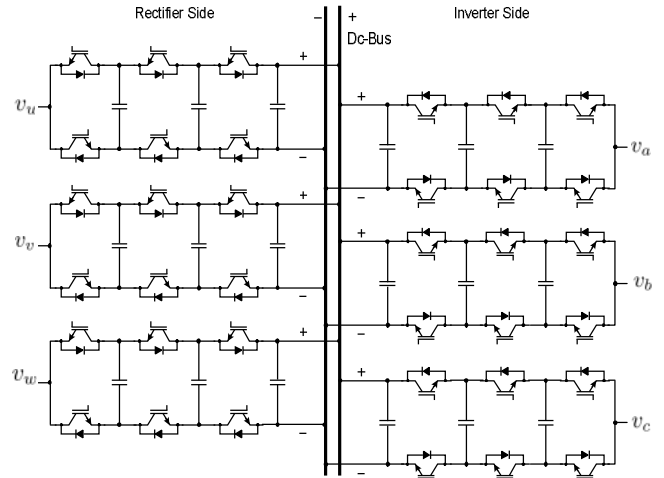 Rectifier Side
− +
Inverter Side
Dc-Bus
+
v_u
−
+
−
v_a
+
v_v
−
+
−
v_b
+
v_w
−
+
−
v_c